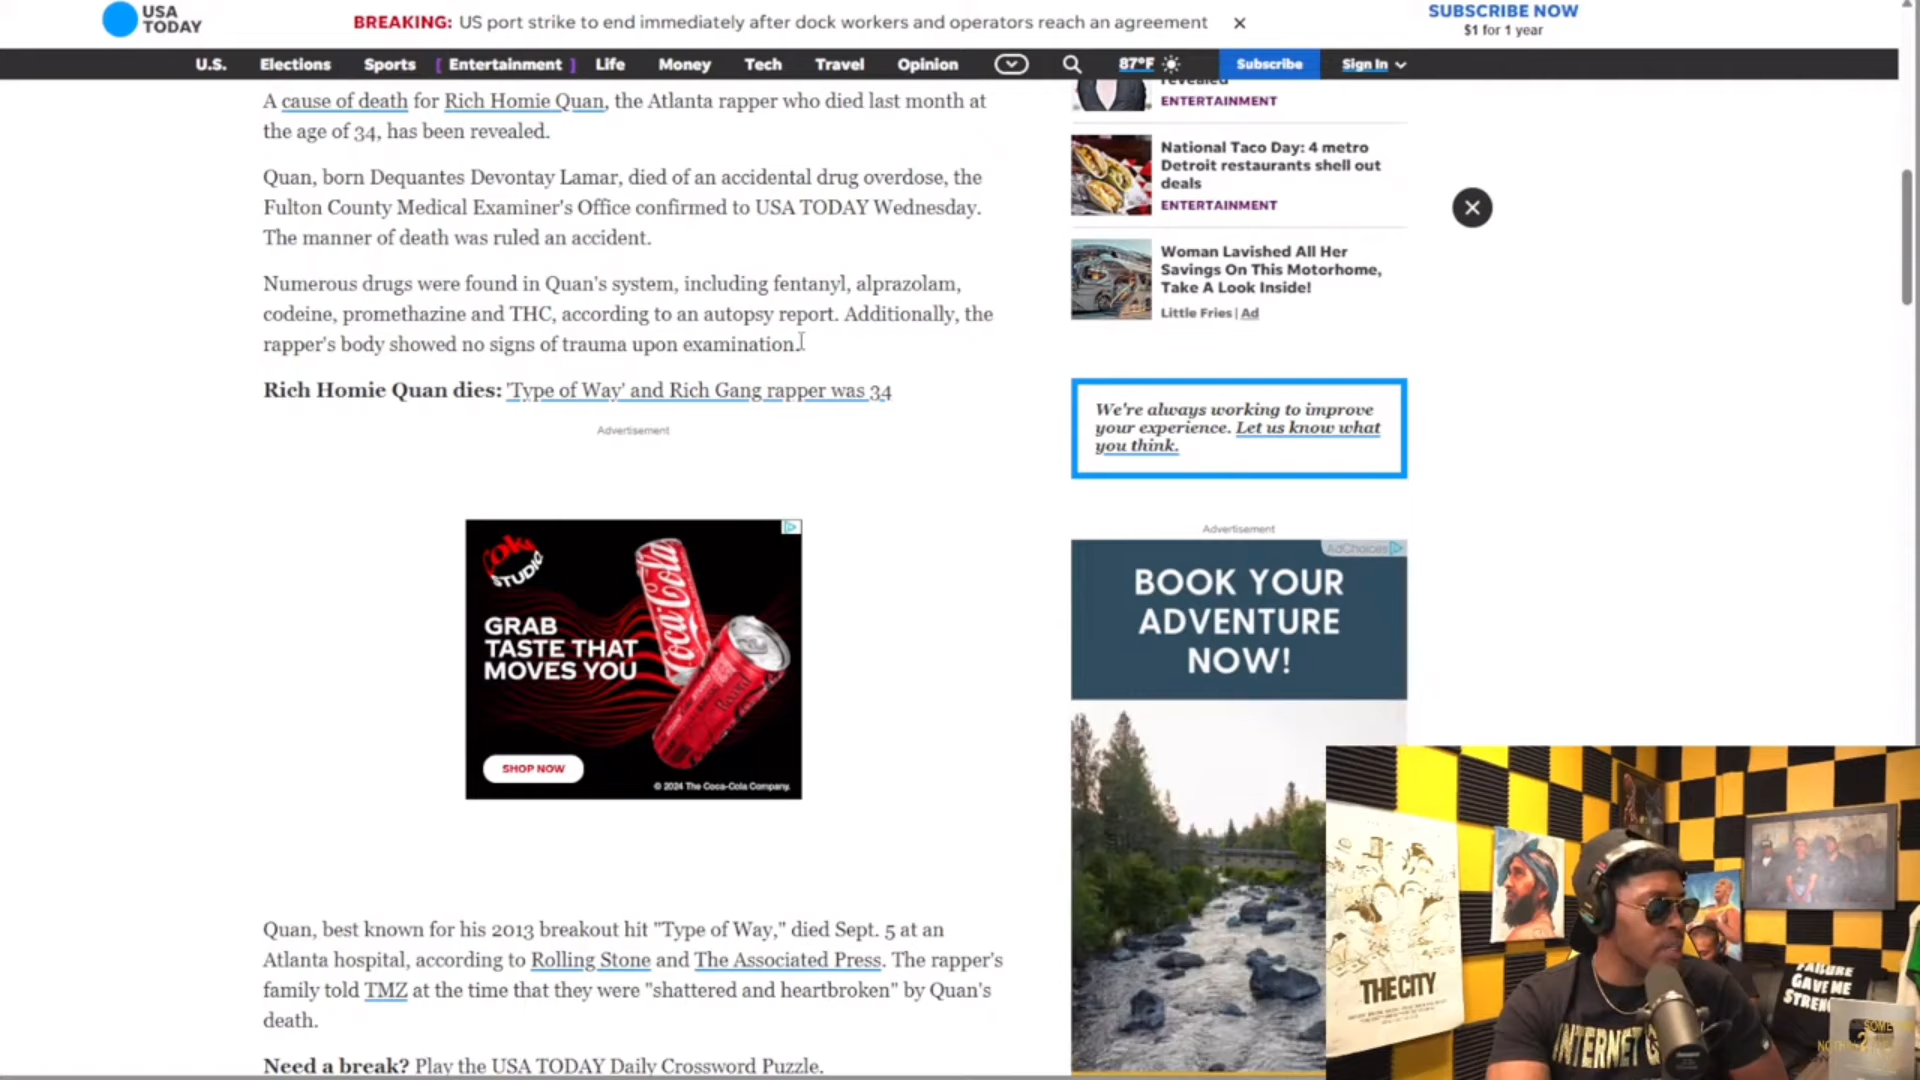 USA
TODAY
BREAKING: US port strike to end immediately after dock workers and operators reach an agreement
SUBSCRIBE NOW
$1 for 1 year
U.S. Elections Sports [ Entertainment ] Life Money Tech Travel Opinion 87°F Subscribe Sign In
A cause of death for Rich Homie Quan, the Atlanta rapper who died last month at
the age of 34, has been revealed.
Quan, born Dequantes Devontay Lamar, died of an accidental drug overdose, the
Fulton County Medical Examiner's Office confirmed to USA TODAY Wednesday.
The manner of death was ruled an accident.
Numerous drugs were found in Quan's system, including fentanyl, alprazolam,
codeine, promethazine and THC, according to an autopsy report. Additionally, the
rapper's body showed no signs of trauma upon examination.
Rich Homie Quan dies: 'Type of Way' and Rich Gang rapper was 34
Advertisement
Coke
STUDIO
GRAB
TASTE THAT
MOVES YOU
Coca-Cola
SHOP NOW
© 2024 The Coca-Cola Company.
Quan, best known for his 2013 breakout hit "Type of Way," died Sept. 5 at an
Atlanta hospital, according to Rolling Stone and The Associated Press. The rapper's
family told TMZ at the time that they were "shattered and heartbroken" by Quan's
death.
Need a break? Play the USA TODAY Daily Crossword Puzzle.
revealed
ENTERTAINMENT
National Taco Day: 4 metro
Detroit restaurants shell out
deals
ENTERTAINMENT
Woman Lavished All Her
Savings On This Motorhome,
Take A Look Inside!
Little Fries | Ad
We're always working to improve
your experience. Let us know what
you think.
Advertisement
AdChoices
BOOK YOUR
ADVENTURE
NOW!
THE CITY
FAILURE
GAVE ME
INTERNET